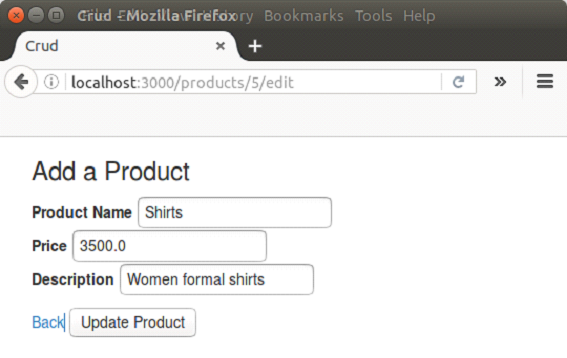 Crud - Mozilla Firefox History Bookmarks Tools Help
Crud
localhost:3000/products/5/edit
Add a Product
Product Name Shirts
Price 3500.0
Description Women formal shirts
Back Update Product